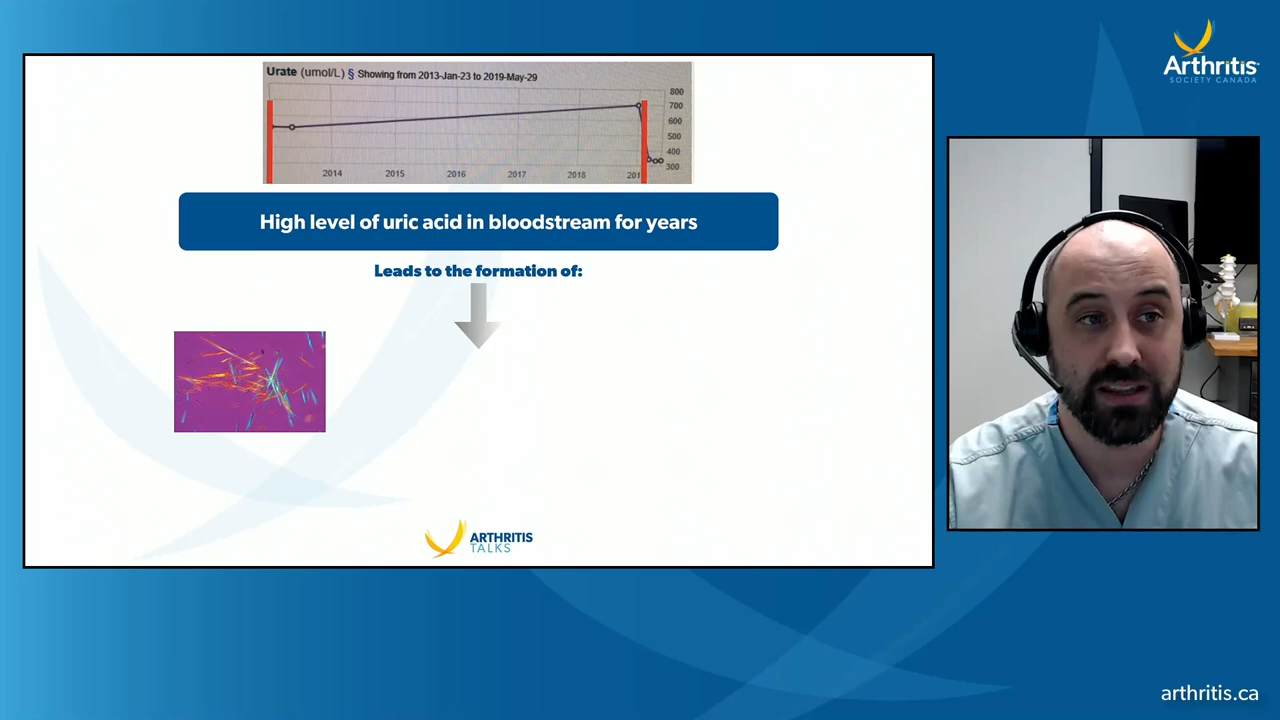 Urate (umol/L) § Showing from 2013-Jan-23 to 2019-May-29
800
700
600
500
400
300
2014 2015 2016 2017 2018 201
High level of uric acid in bloodstream for years
Leads to the formation of:
ARTHRITIS
TALKS
Arthritis
SOCIETY CANADA
arthritis.ca